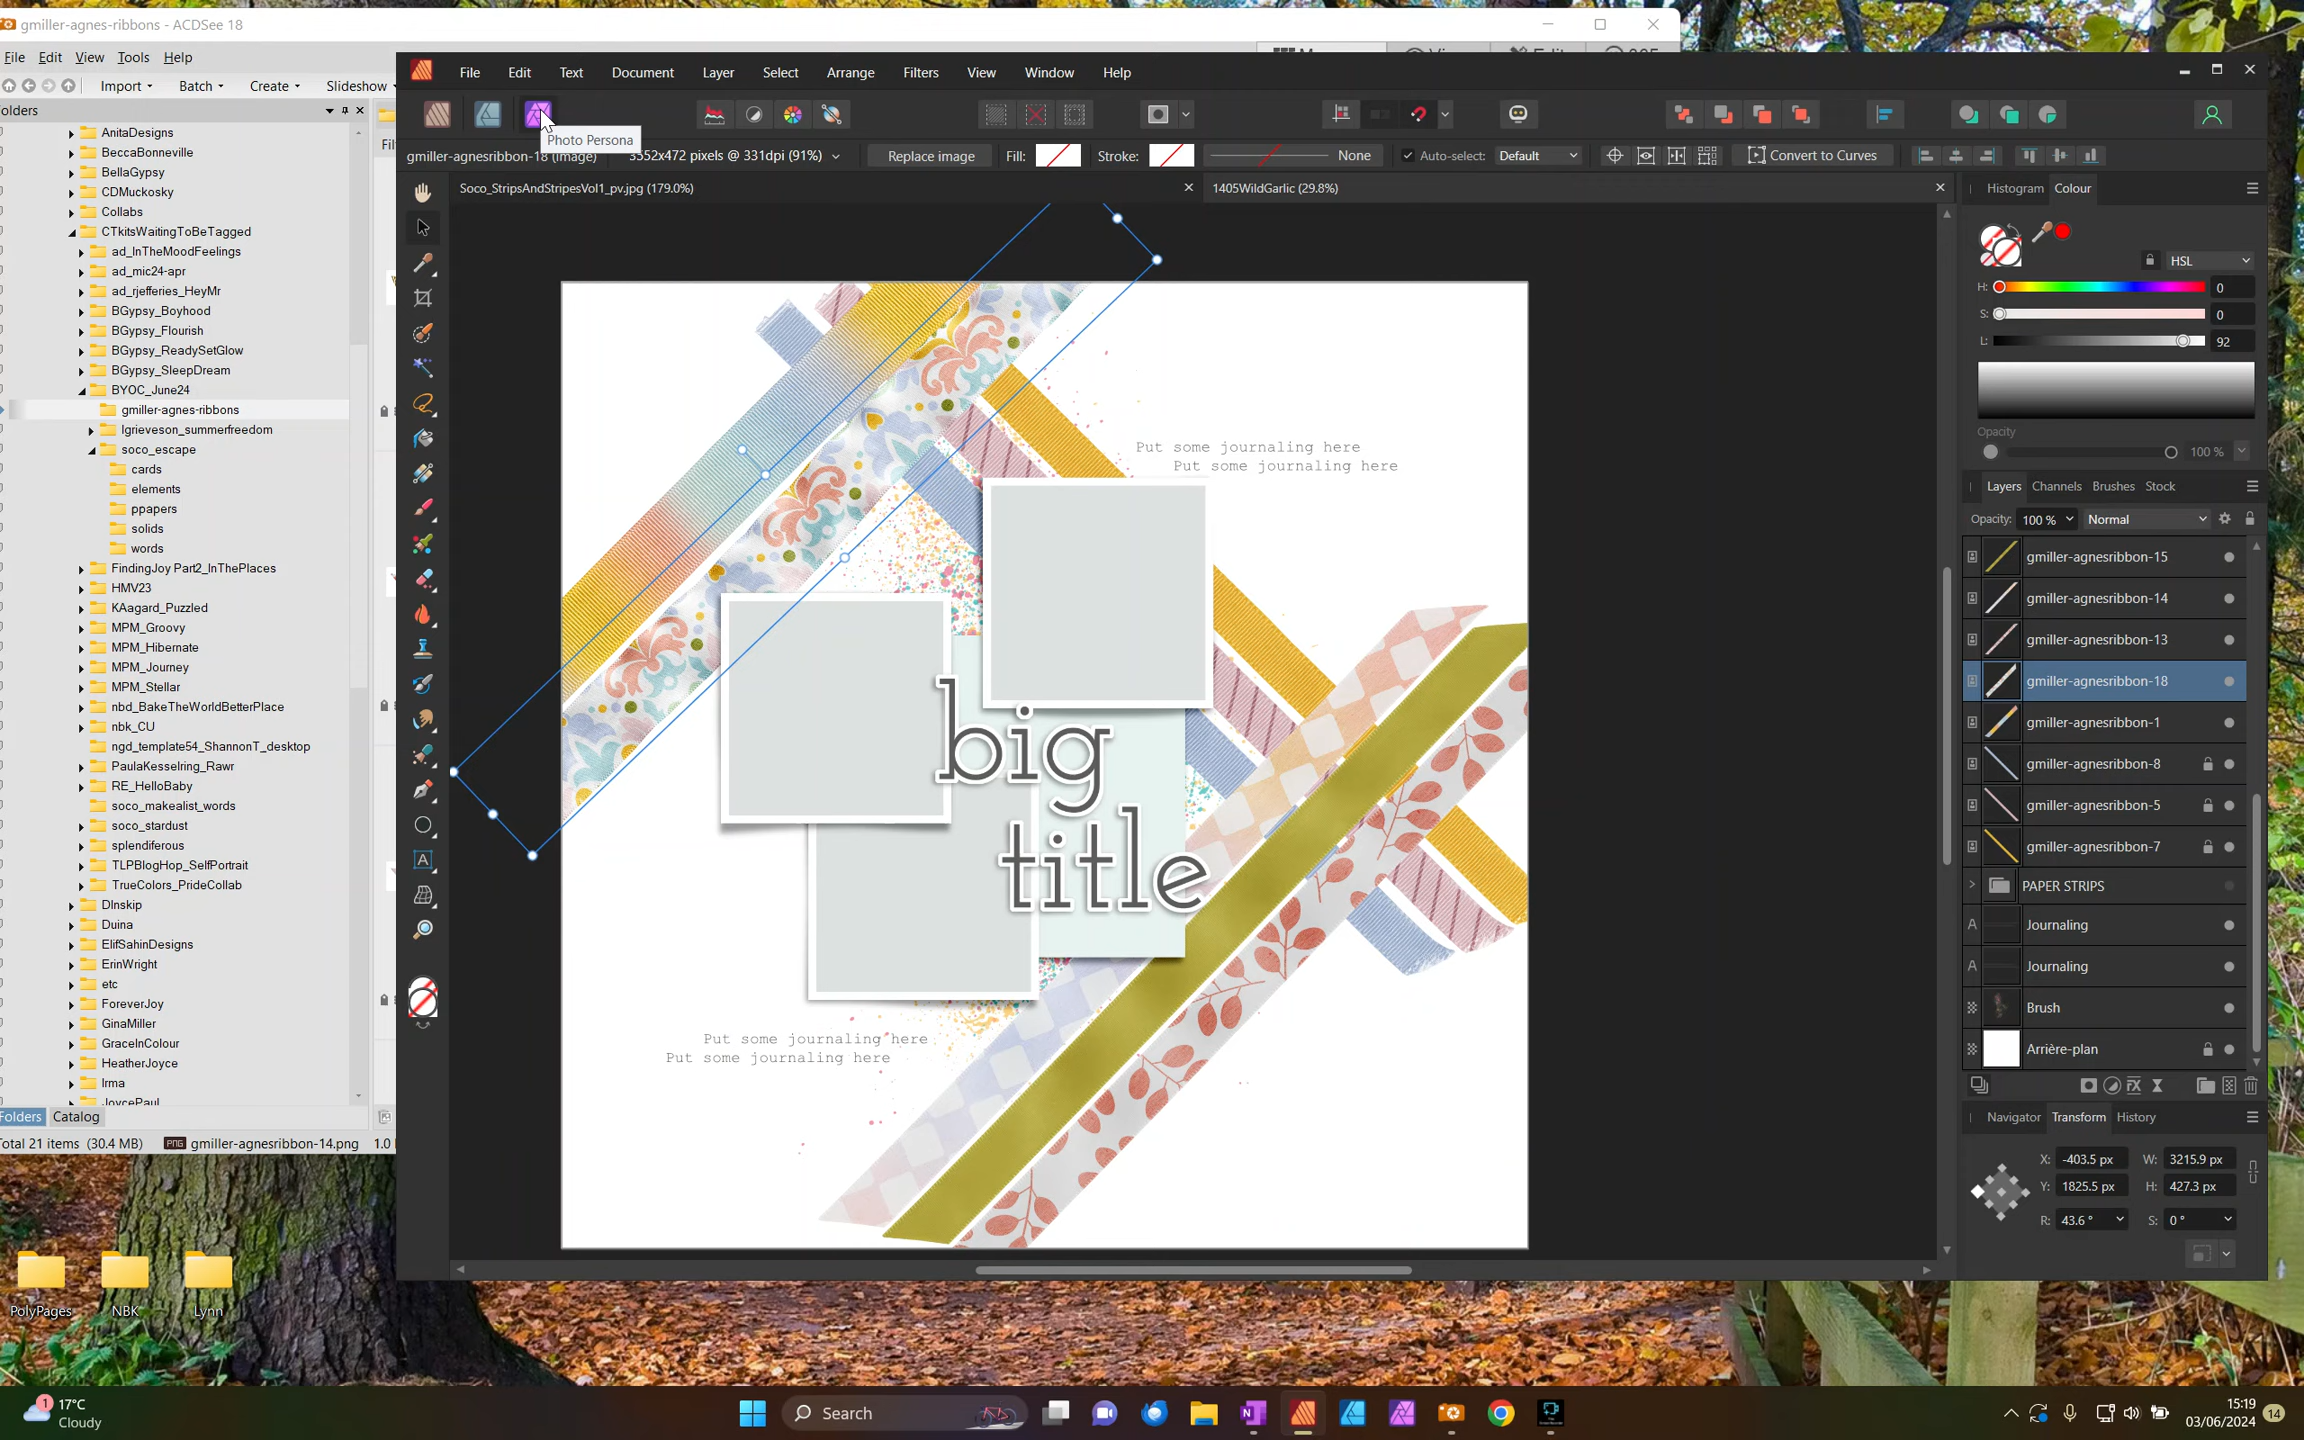 gmiller-agnes-ribbons - ACDSee 18
File Edit View Tools Help
Import Batch Create Slideshow
Folders
AnitaDesigns
BeccaBonneville
BellaGypsy
CDMuckosky
Collabs
CTkitsWaitingToBeTagged
ad_InTheMoodFeelings
ad_mic24-apr
ad_rjefferies_HeyMr
BGypsy_Boyhood
BGypsy_Flourish
BGypsy_ReadySetGlow
BGypsy_SleepDream
BYOC_June24
gmiller-agnes-ribbons
lgrieveson_summerfreedom
soco_escape
cards
elements
ppapers
solids
words
FindingJoy Part2_InThePlaces
HMV23
KAagard_Puzzled
MPM_Groovy
MPM_Hibernate
MPM_Journey
MPM_Stellar
nbd_BakeTheWorldBetterPlace
nbk_CU
ngd_template54_ShannonT_desktop
PaulaKesselring_Rawr
RE_HelloBaby
soco_makealist_words
soco_stardust
splendiferous
TLPBlogHop_SelfPortrait
TrueColors_PrideCollab
DInskip
Duina
ElifSahinDesigns
ErinWright
etc
ForeverJoy
GinaMiller
GraceInColour
HeatherJoyce
Irma
JoycePaul
Folders Catalog
Total 21 items (30.4 MB) PNG gmiller-agnesribbon-14.png 1.0
File Edit Text Document Layer Select Arrange Filters View Window Help
Photo Persona
gmiller-agnesribbon-18 (Image) 3552x472 pixels @ 331dpi (91%) Replace image Fill: Stroke: None Auto-select: Default Convert to Curves
Soco_StripsAndStripesVol1_pv.jpg (179.0%) 1405WildGarlic (29.8%)
Put some journaling here
Put some journaling here
big
title
Put some journaling here
Put some journaling here
Histogram Colour
HSL
H: 0
S: 0
L: 92
Opacity
100 %
Layers Channels Brushes Stock
Opacity: 100 % Normal
gmiller-agnesribbon-15
gmiller-agnesribbon-14
gmiller-agnesribbon-13
gmiller-agnesribbon-18
gmiller-agnesribbon-1
gmiller-agnesribbon-8
gmiller-agnesribbon-5
gmiller-agnesribbon-7
PAPER STRIPS
A Journaling
A Journaling
Brush
Arrière-plan
Navigator Transform History
X: -403.5 px W: 3215.9 px
Y: 1825.5 px H: 427.3 px
R: 43.6 ° S: 0 °
PolyPages NBK Lynn
1 17°C
Cloudy
Search
15:19
03/06/2024 14